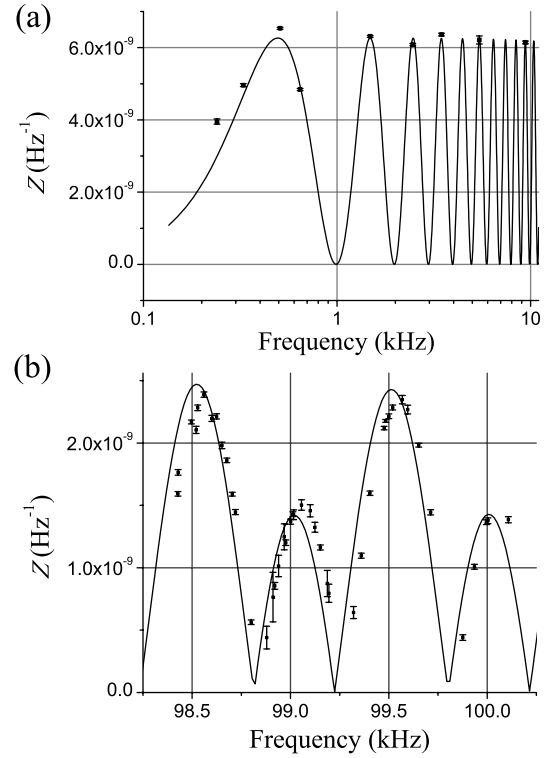 (a)
6.0x10⁻⁹
4.0x10⁻⁹
2.0x10⁻⁹
0.0
Z (Hz⁻¹)
0.1 1 10
Frequency (kHz)
(b)
2.0x10⁻⁹
1.0x10⁻⁹
0.0
Z (Hz⁻¹)
98.5 99.0 99.5 100.0
Frequency (kHz)